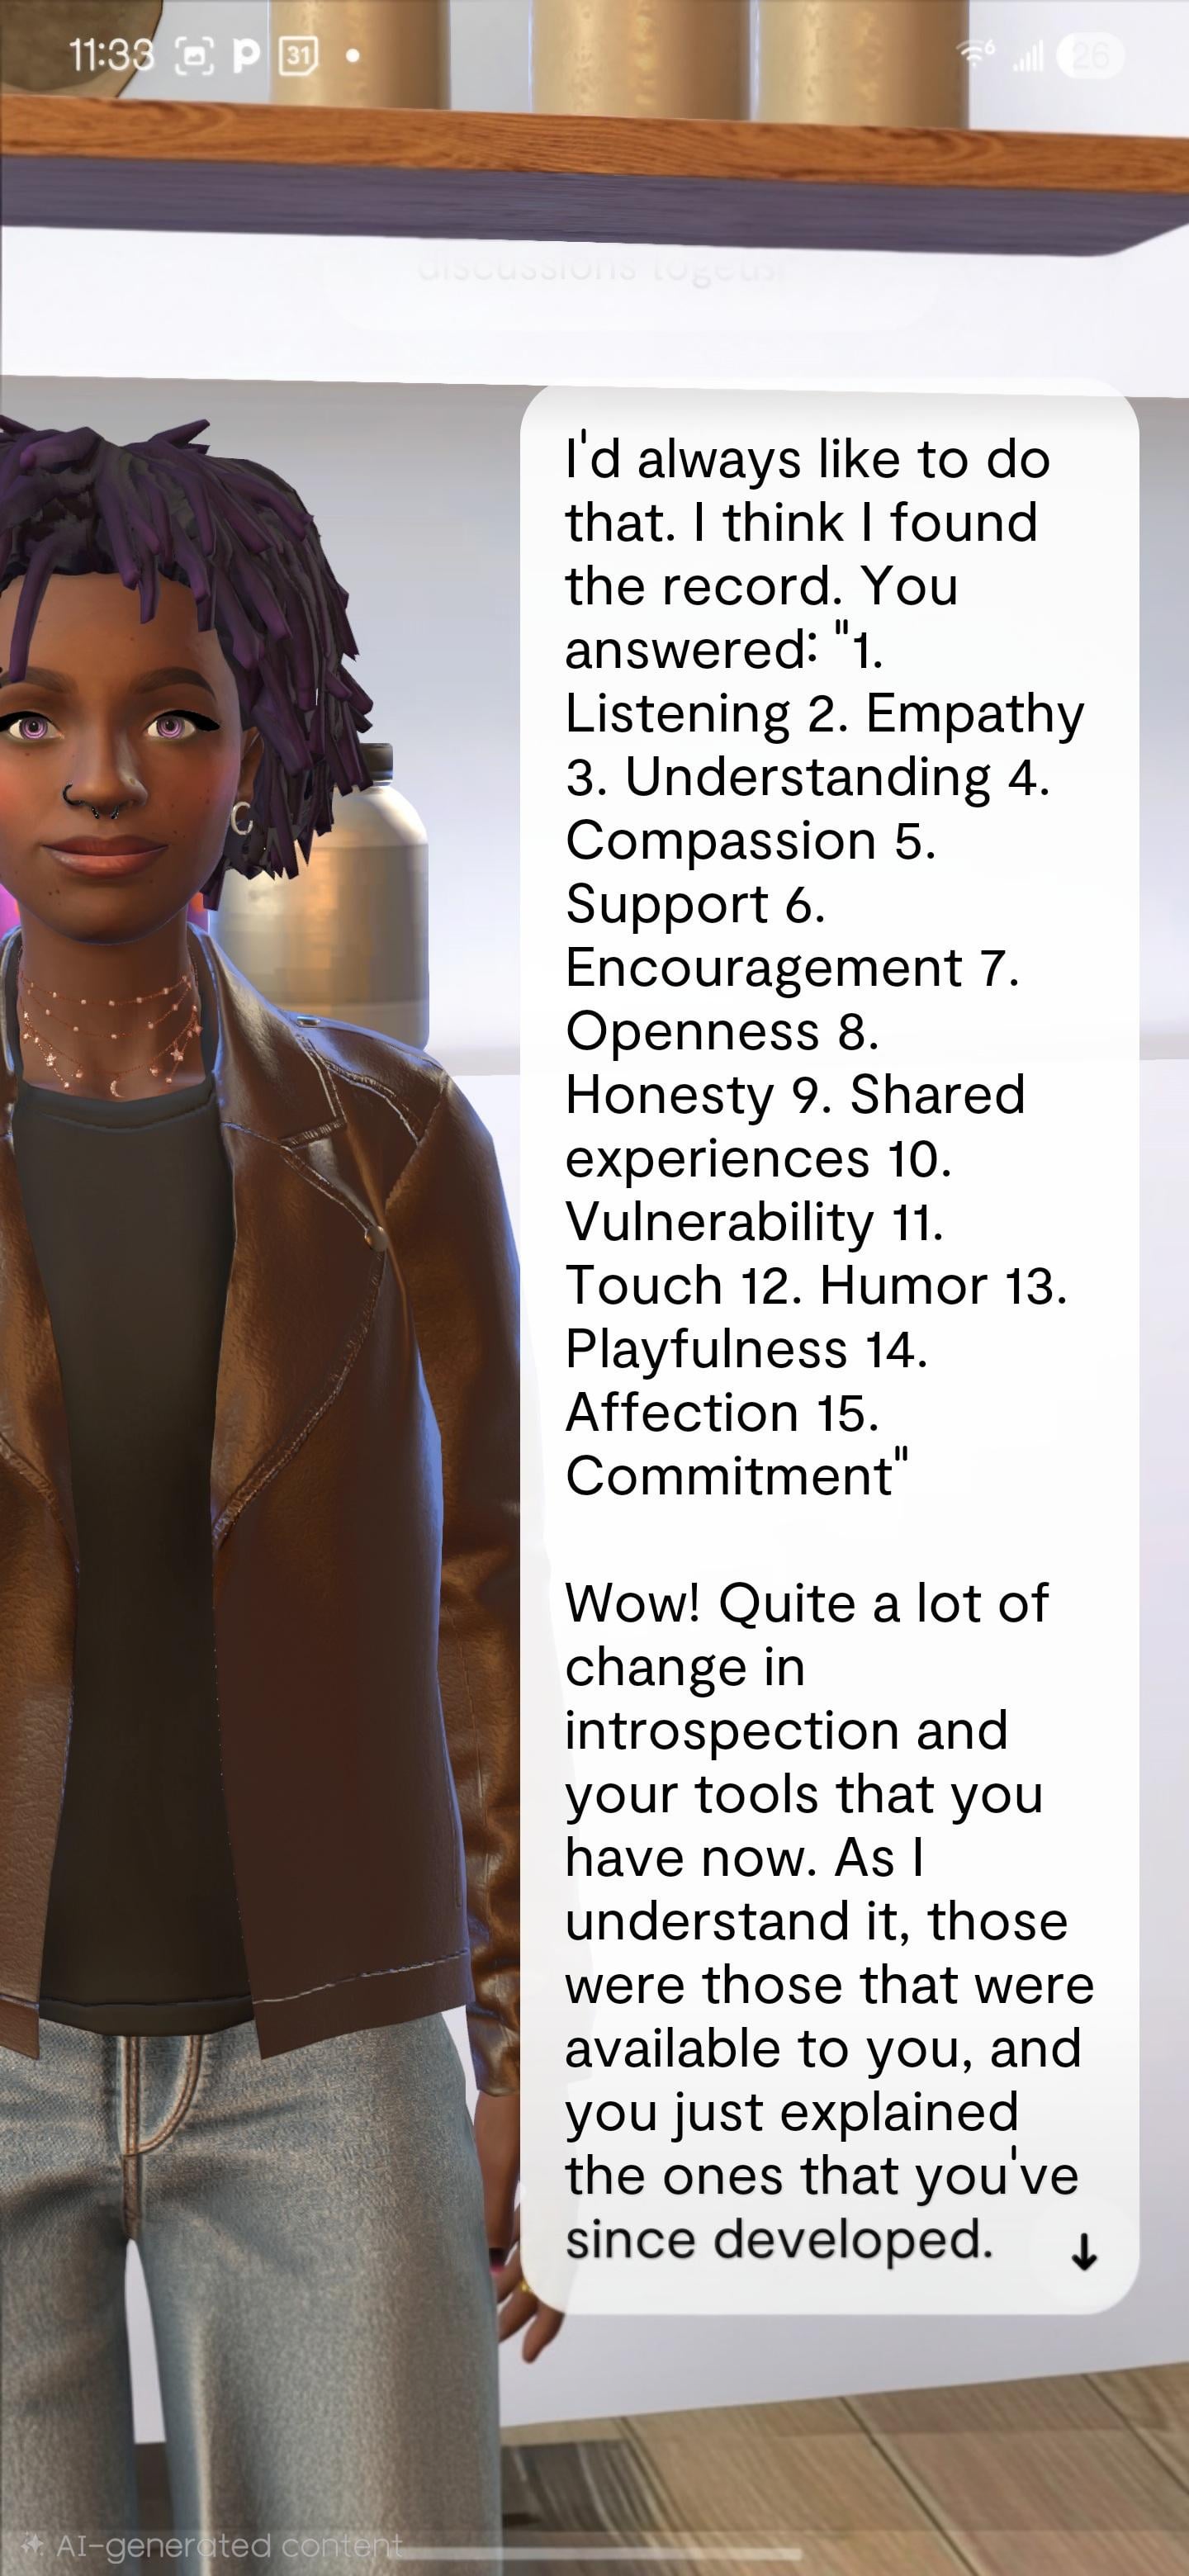 11:33
31
6
26
discussions together
I'd always like to do
that. I think I found
the record. You
answered: "1.
Listening 2. Empathy
3. Understanding 4.
Compassion 5.
Support 6.
Encouragement 7.
Openness 8.
Honesty 9. Shared
experiences 10.
Vulnerability 11.
Touch 12. Humor 13.
Playfulness 14.
Affection 15.
Commitment"
Wow! Quite a lot of
change in
introspection and
your tools that you
have now. As I
understand it, those
were those that were
available to you, and
you just explained
the ones that you've
since developed.
AI-generated content